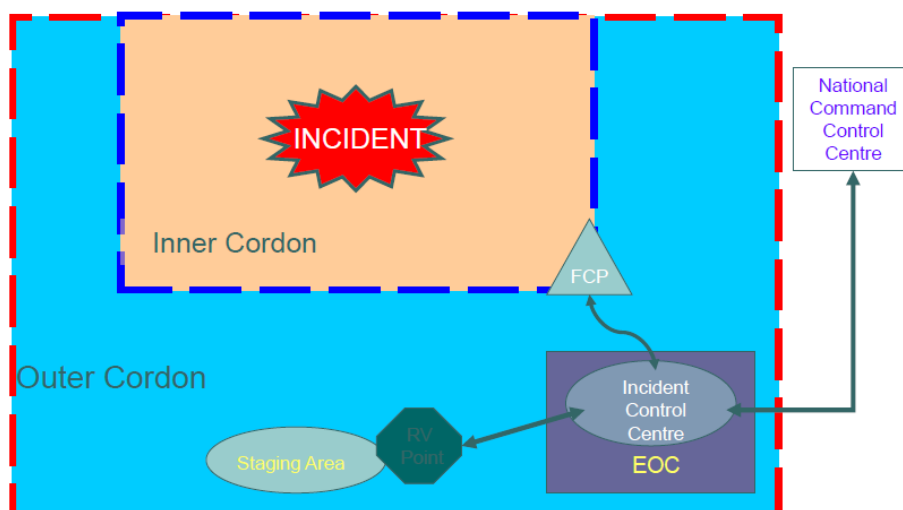 National
Command
Control
Centre
INCIDENT
Inner Cordon
FCP
Outer Cordon
Incident
Control
Centre
RV
Point
Staging Area
EOC